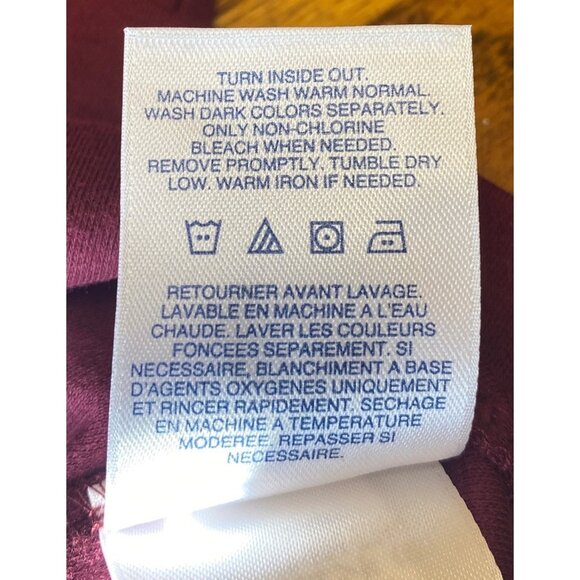 TURN INSIDE OUT.
MACHINE WASH WARM NORMAL.
WASH DARK COLORS SEPARATELY.
ONLY NON-CHLORINE
BLEACH WHEN NEEDED.
REMOVE PROMPTLY. TUMBLE DRY
LOW. WARM IRON IF NEEDED.
RETOURNER AVANT LAVAGE.
LAVABLE EN MACHINE A L'EAU
CHAUDE. LAVER LES COULEURS
FONCEES SEPAREMENT. SI
NECESSAIRE, BLANCHIMENT A BASE
D'AGENTS OXYGENES UNIQUEMENT
ET RINCER RAPIDEMENT. SECHAGE
EN MACHINE A TEMPERATURE
MODEREE. REPASSER SI
NECESSAIRE.